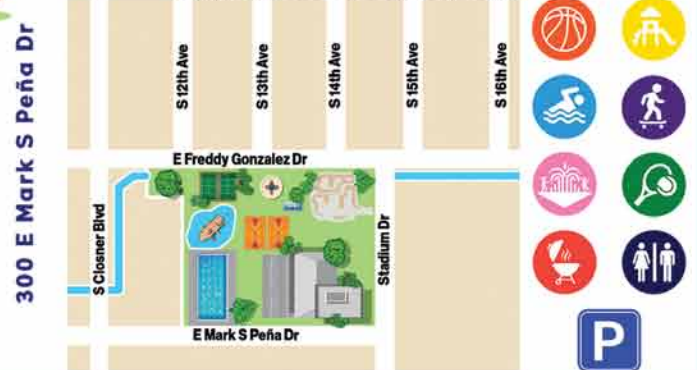 300 E Mark S Peña Dr
S 12th Ave
S 13th Ave
S 14th Ave
S 15th Ave
S 16th Ave
E Freddy Gonzalez Dr
S Closner Blvd
Stadium Dr
E Mark S Peña Dr
P